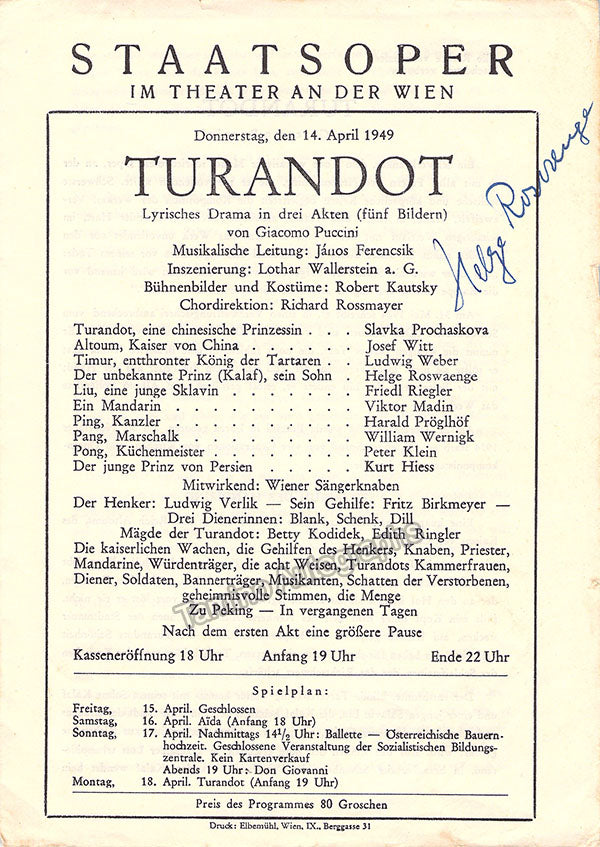 STAATSOPER
IM THEATER AN DER WIEN
Donnerstag, den 14. April 1949
TURANDOT
Lyrisches Drama in drei Akten (fünf Bildern)
von Giacomo Puccini
Musikalische Leitung: János Ferencsik
Inszenierung: Lothar Wallerstein a. G.
Bühnenbilder und Kostüme: Robert Kautsky
Chordirektion: Richard Rossmayer
Helge Roswaenge
Turandot, eine chinesische Prinzessin . . . Slavka Prochaskova
Altoum, Kaiser von China . . . . . . Josef Witt
Timur, entthronter König der Tartaren . . Ludwig Weber
Der unbekannte Prinz (Kalaf), sein Sohn . Helge Roswaenge
Liu, eine junge Sklavin . . . . . . . Friedl Riegler
Ein Mandarin . . . . . . . . . Viktor Madin
Ping, Kanzler . . . . . . . . . Harald Pröglhöf
Pang, Marschalk . . . . . . . . William Wernigk
Pong, Küchenmeister . . . . . . . Peter Klein
Der junge Prinz von Persien . . . . . Kurt Hiess
Mitwirkend: Wiener Sängerknaben
Der Henker: Ludwig Verlik — Sein Gehilfe: Fritz Birkmeyer —
Drei Dienerinnen: Blank, Schenk, Dill
Mägde der Turandot: Betty Kodidek, Edith Ringler
Die kaiserlichen Wachen, die Gehilfen des Henkers, Knaben, Priester,
Mandarine, Würdenträger, die acht Weisen, Turandots Kammerfrauen,
Diener, Soldaten, Bannerträger, Musikanten, Schatten der Verstorbenen,
geheimnisvolle Stimmen, die Menge
Tamino Autographs
Zu Peking — In vergangenen Tagen
Nach dem ersten Akt eine größere Pause
Kasseneröffnung 18 Uhr Anfang 19 Uhr Ende 22 Uhr
Spielplan:
Freitag, 15. April. Geschlossen
Samstag, 16. April. Aïda (Anfang 18 Uhr)
Sonntag, 17. April. Nachmittags 14½ Uhr: Ballette — Österreichische Bauern-
hochzeit. Geschlossene Veranstaltung der Sozialistischen Bildungs-
zentrale. Kein Kartenverkauf
Abends 19 Uhr: Don Giovanni
Montag, 18. April. Turandot (Anfang 19 Uhr)
Preis des Programmes 80 Groschen
Druck: Elbemühl, Wien, IX., Berggasse 31